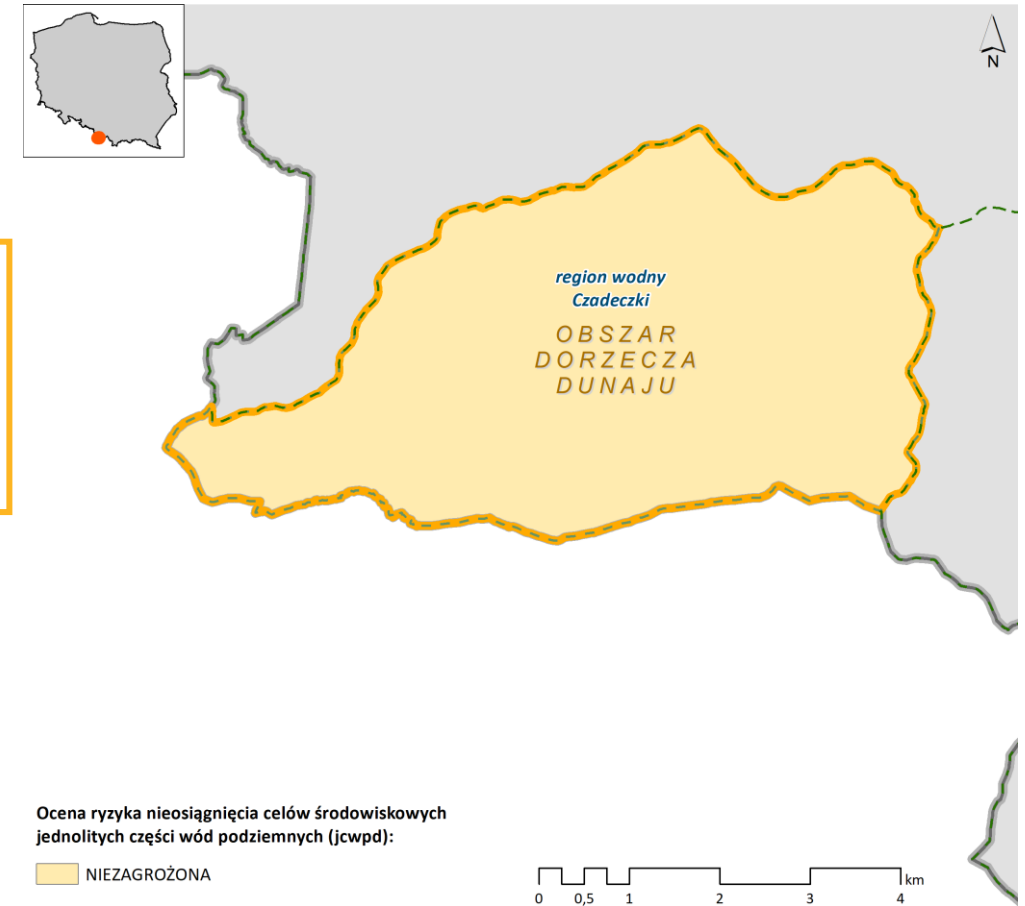 N
region wodny
Czadeczki
OBSZAR
DORZECZA
DUNAJU
Ocena ryzyka nieosiągnięcia celów środowiskowych
jednolitych części wód podziemnych (jcwpd):
NIEZAGROŻONA
km
0 0,5 1 2 3 4